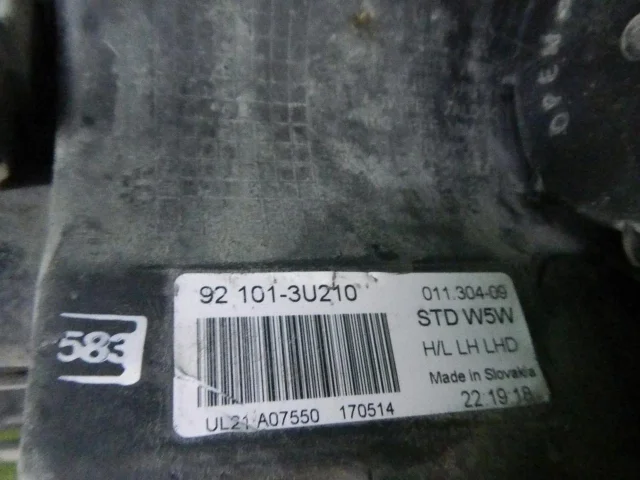 OPEN
92 101-3U210
011.304-09
STD W5W
H/L LH LHD
Made in Slovakia
22 19 18
UL21 A07550 170514
583